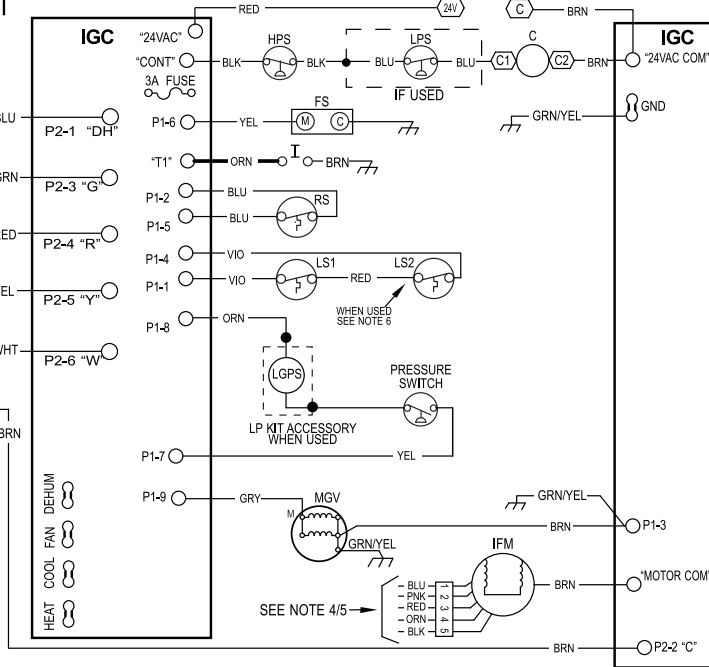 RED
24V
C
BRN
IGC
"24VAC"
"CONT"
3A FUSE
BLK
HPS
BLK
BLU
LPS
BLU
IF USED
C1
C
C2
BRN
IGC
"24VAC COM"
GRN/YEL
GND
P2-1 "DH"
P1-6
YEL
FS
M
C
"T1"
ORN
I
BRN
P2-3 "G"
P1-2
BLU
RS
P1-5
BLU
P2-4 "R"
P1-4
VIO
P1-1
VIO
LS1
RED
LS2
WHEN USED
SEE NOTE 6
P2-5 "Y"
P1-8
ORN
P2-6 "W"
LGPS
LP KIT ACCESSORY
WHEN USED
PRESSURE
SWITCH
BRN
P1-7
YEL
P1-9
GRY
M
MGV
GRN/YEL
GRN/YEL
BRN
P1-3
DEHUM
FAN
COOL
HEAT
SEE NOTE 4/5
BLU 1
PNK 2
RED 3
ORN 4
BLK 5
IFM
BRN
"MOTOR COM"
BRN
P2-2 "C"